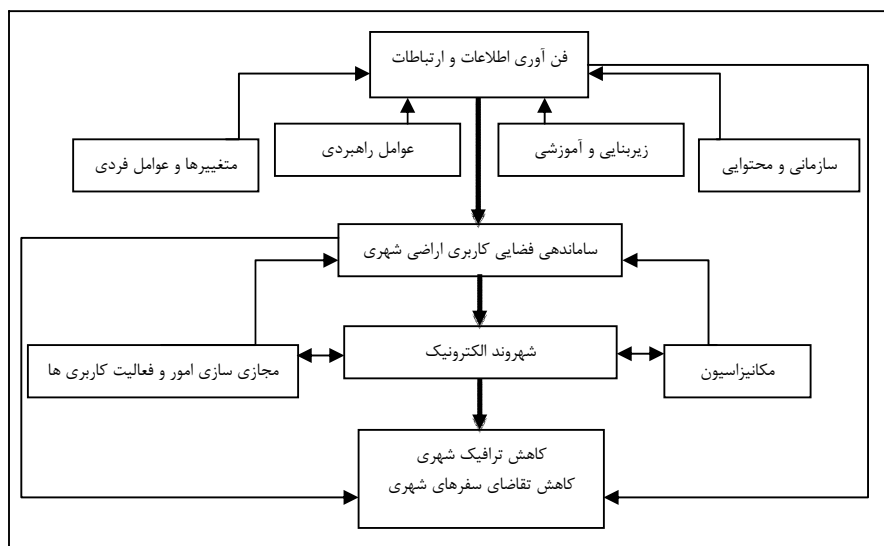 فن آوری اطلاعات و ارتباطات
سازمانی و محتوایی
زیربنایی و آموزشی
عوامل راهبردی
متغییرها و عوامل فردی
ساماندهی فضایی کاربری اراضی شهری
مکانیزاسیون
شهروند الکترونیک
مجازی سازی امور و فعالیت کاربری ها
کاهش ترافیک شهری
کاهش تقاضای سفرهای شهری